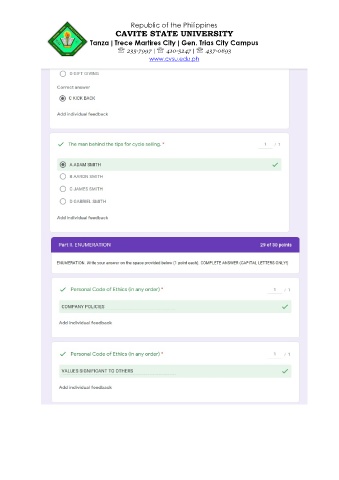 Republic of the Philippines
CAVITE STATE UNIVERSITY
Tanza | Trece Martires City | Gen. Trias City Campus
☏ 235-7997 | ☏ 410-5247 | ☏ 437-0693
www.cvsu.edu.ph
D GIFT GIVING
Correct answer
C KICK BACK
Add individual feedback
The man behind the tips for cycle selling. *
1 / 1
A ADAM SMITH
B AARON SMITH
C JAMES SMITH
D GABRIEL SMITH
Add individual feedback
Part II. ENUMERATION
29 of 30 points
ENUMERATION. Write your answer on the space provided below (1 point each). COMPLETE ANSWER (CAPITAL LETTERS ONLY!)
Personal Code of Ethics (in any order) *
1 / 1
COMPANY POLICIES
Add individual feedback
Personal Code of Ethics (in any order) *
1 / 1
VALUES SIGNIFICANT TO OTHERS
Add individual feedback